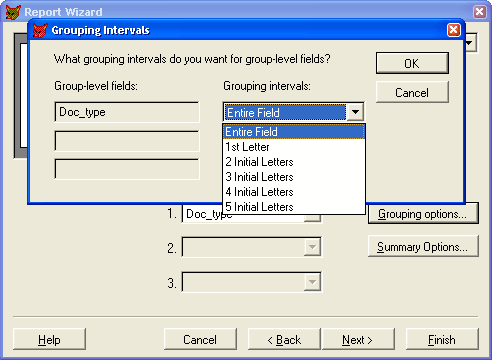 Report Wizard
Grouping Intervals
What grouping intervals do you want for group-level fields?
OK
Cancel
Group-level fields:
Grouping intervals:
Doc_type
Entire Field
Entire Field
1st Letter
2 Initial Letters
3 Initial Letters
4 Initial Letters
5 Initial Letters
1.
Doc_type
Grouping options...
2.
Summary Options...
3.
Help
Cancel
< Back
Next >
Finish